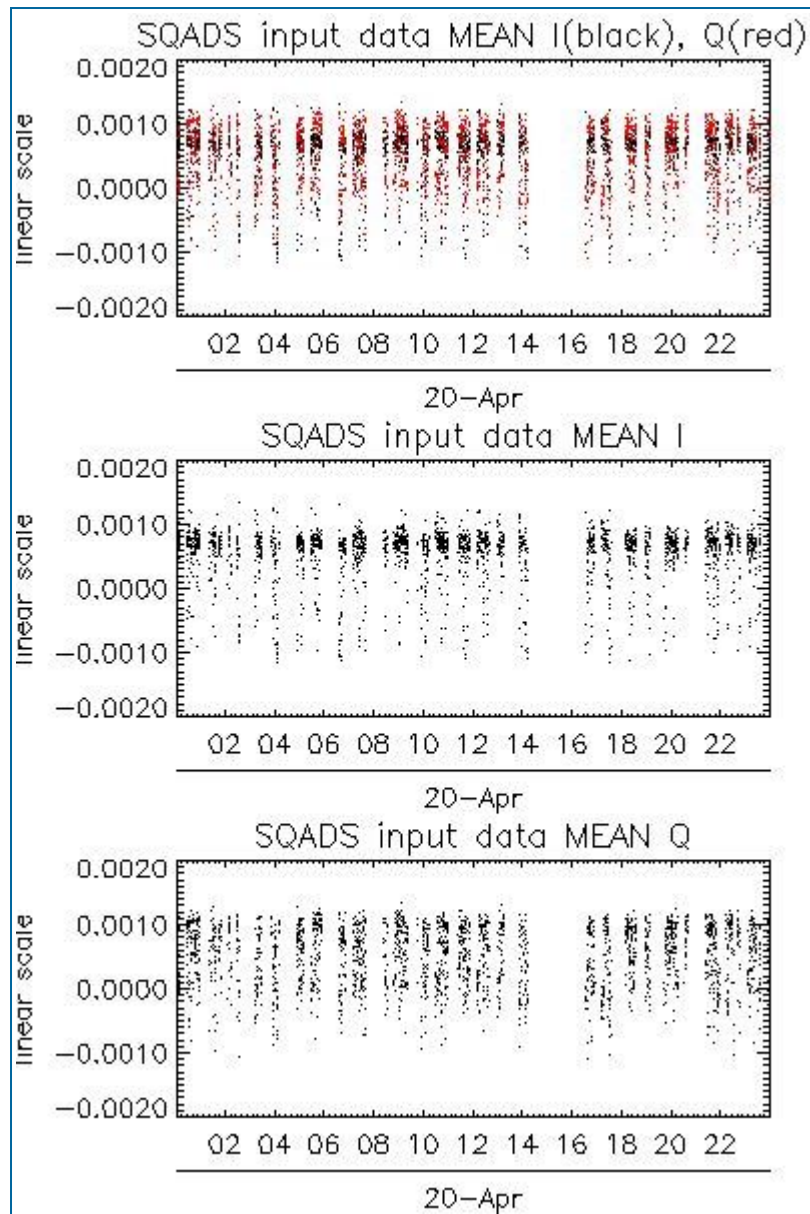 SQADS input data MEAN I(black), Q(red)
0.0020
0.0010
0.0000
−0.0010
−0.0020
linear scale
02 04 06 08 10 12 14 16 18 20 22
20−Apr
SQADS input data MEAN I
0.0020
0.0010
0.0000
−0.0010
−0.0020
linear scale
02 04 06 08 10 12 14 16 18 20 22
20−Apr
SQADS input data MEAN Q
0.0020
0.0010
0.0000
−0.0010
−0.0020
linear scale
02 04 06 08 10 12 14 16 18 20 22
20−Apr